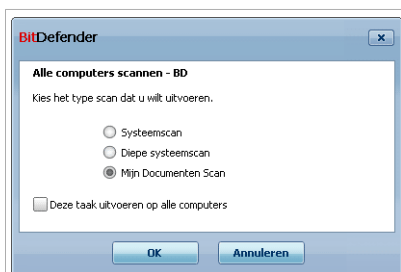 BitDefender
Alle computers scannen - BD
Kies het type scan dat u wilt uitvoeren.
Systeemscan
Diepe systeemscan
Mijn Documenten Scan
Deze taak uitvoeren op alle computers
OK
Annuleren